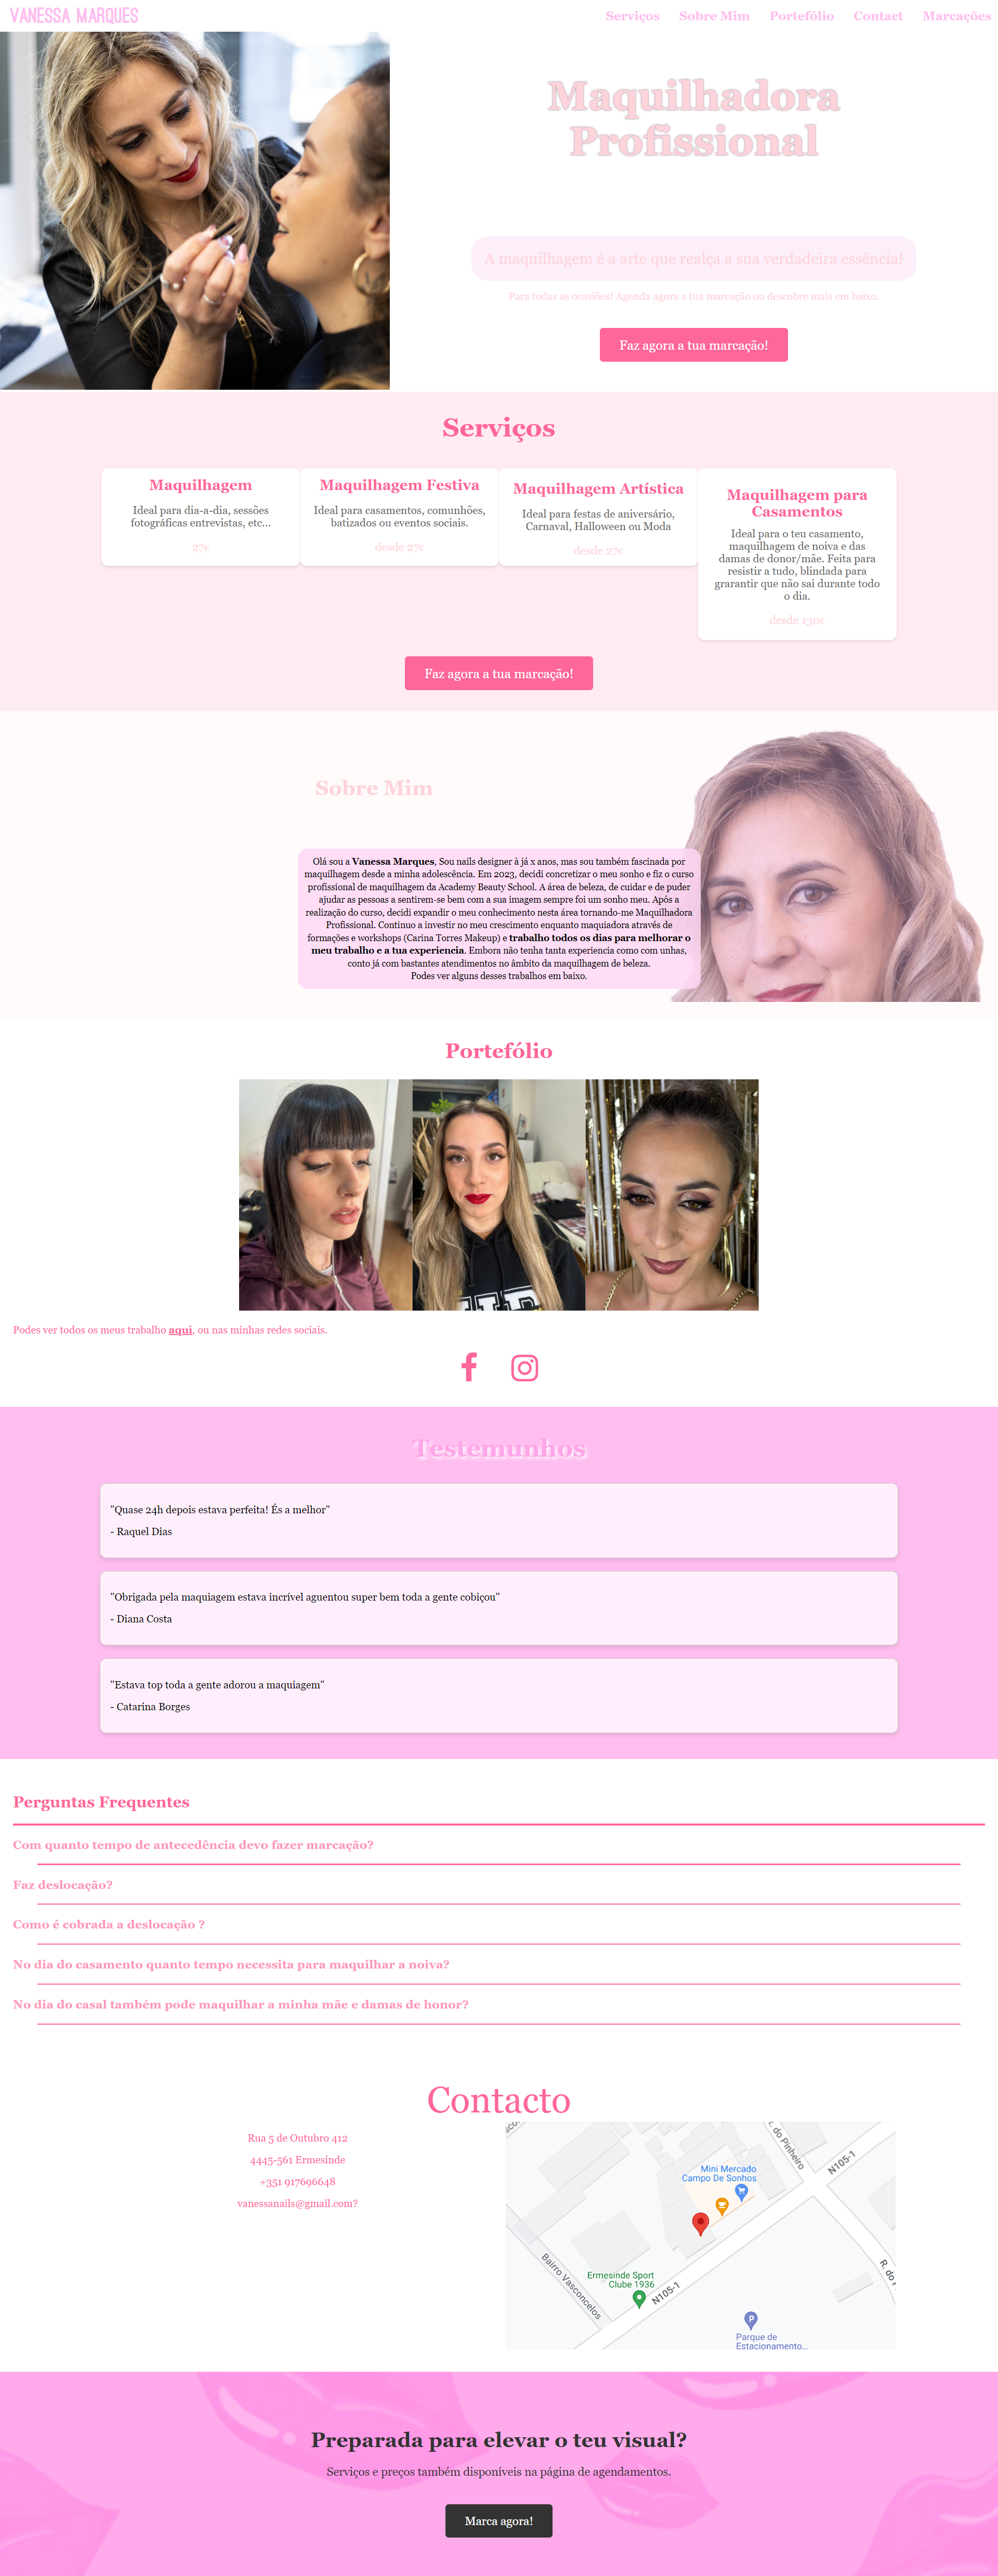 VANESSA MARQUES
Serviços Sobre Mim Portefólio Contact Marcações
Maquilhadora
Profissional
A maquilhagem é a arte que realça a sua verdadeira essência!
Para todas as ocasiões! Agenda agora a tua marcação ou descobre mais em baixo.
Faz agora a tua marcação!
Serviços
Maquilhagem
Ideal para dia-a-dia, sessões
fotográficas entrevistas, etc...
27€
Maquilhagem Festiva
Ideal para casamentos, comunhões,
batizados ou eventos sociais.
desde 27€
Maquilhagem Artística
Ideal para festas de aniversário,
Carnaval, Halloween ou Moda
desde 27€
Maquilhagem para
Casamentos
Ideal para o teu casamento,
maquilhagem de noiva e das
damas de donor/mãe. Feita para
resistir a tudo, blindada para
grarantir que não sai durante todo
o dia.
desde 130€
Faz agora a tua marcação!
Sobre Mim
Olá sou a Vanessa Marques, Sou nails designer à já x anos, mas sou também fascinada por
maquilhagem desde a minha adolescência. Em 2023, decidi concretizar o meu sonho e fiz o curso
profissional de maquilhagem da Academy Beauty School. A área de beleza, de cuidar e de puder
ajudar as pessoas a sentirem-se bem com a sua imagem sempre foi um sonho meu. Após a
realização do curso, decidi expandir o meu conhecimento nesta área tornando-me Maquilhadora
Profissional. Continuo a investir no meu crescimento enquanto maquiadora através de
formações e workshops (Carina Torres Makeup) e trabalho todos os dias para melhorar o
meu trabalho e a tua experiencia. Embora não tenha tanta experiencia como com unhas,
conto já com bastantes atendimentos no âmbito da maquilhagem de beleza.
Podes ver alguns desses trabalhos em baixo.
Portefólio
Podes ver todos os meus trabalho aqui, ou nas minhas redes sociais.
Testemunhos
"Quase 24h depois estava perfeita! És a melhor"
- Raquel Dias
"Obrigada pela maquiagem estava incrível aguentou super bem toda a gente cobiçou"
- Diana Costa
"Estava top toda a gente adorou a maquiagem"
- Catarina Borges
Perguntas Frequentes
Com quanto tempo de antecedência devo fazer marcação?
Faz deslocação?
Como é cobrada a deslocação ?
No dia do casamento quanto tempo necessita para maquilhar a noiva?
No dia do casal também pode maquilhar a minha mãe e damas de honor?
Contacto
Rua 5 de Outubro 412
4445-561 Ermesinde
+351 917696648
vanessanails@gmail.com?
R. do Pinheiro
N105-1
Mini Mercado
Campo De Sonhos
Bairro Vasconcelos
Ermesinde Sport
Clube 1936
N105-1
P
Parque de
Estacionamento...
Preparada para elevar o teu visual?
Serviços e preços também disponíveis na página de agendamentos.
Marca agora!